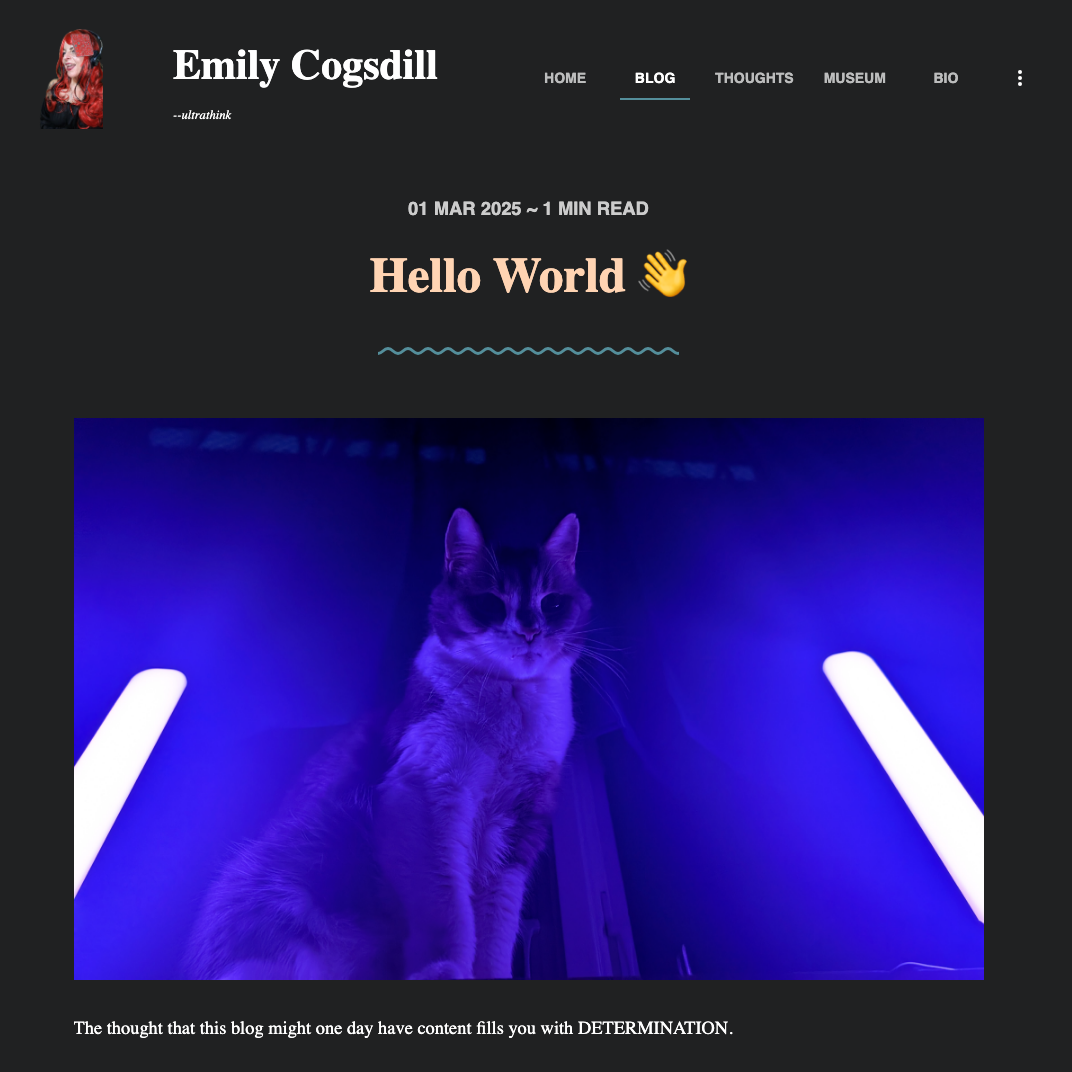 Emily Cogsdill
--ultrathink
HOME BLOG THOUGHTS MUSEUM BIO
01 MAR 2025 ~ 1 MIN READ
Hello World 👋
The thought that this blog might one day have content fills you with DETERMINATION.